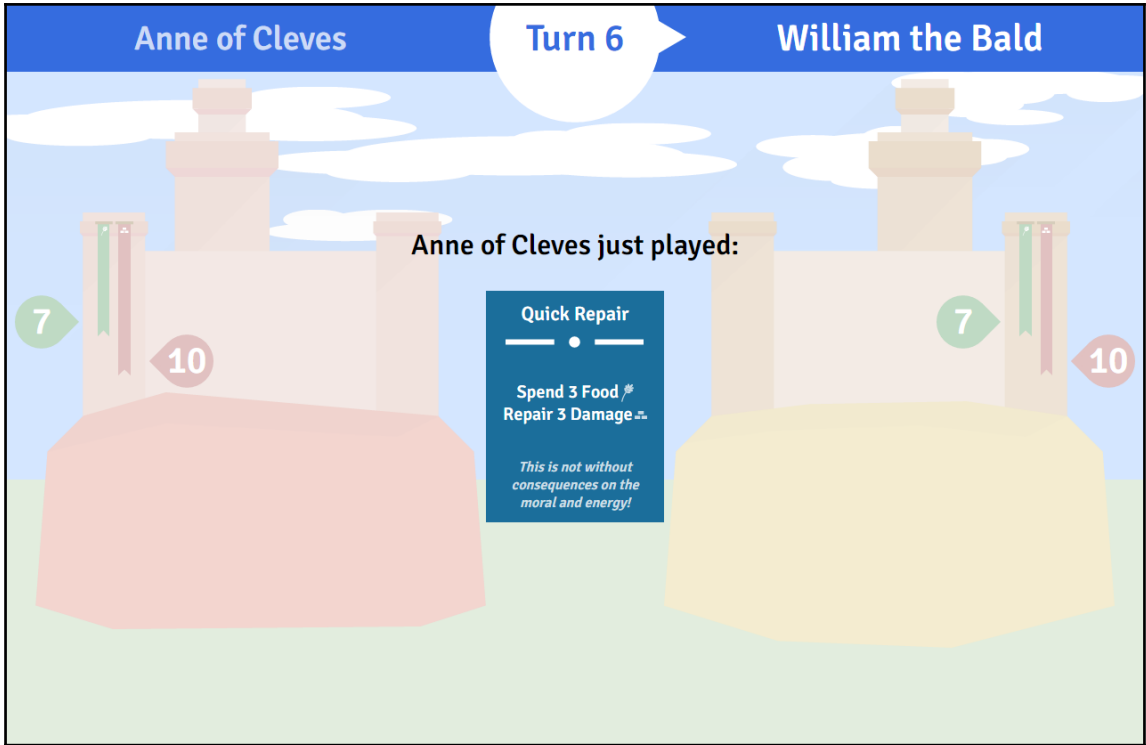 Anne of Cleves
Turn 6
William the Bald
Anne of Cleves just played:
7
10
7
10
Quick Repair
Spend 3 Food
Repair 3 Damage
This is not without
consequences on the
moral and energy!